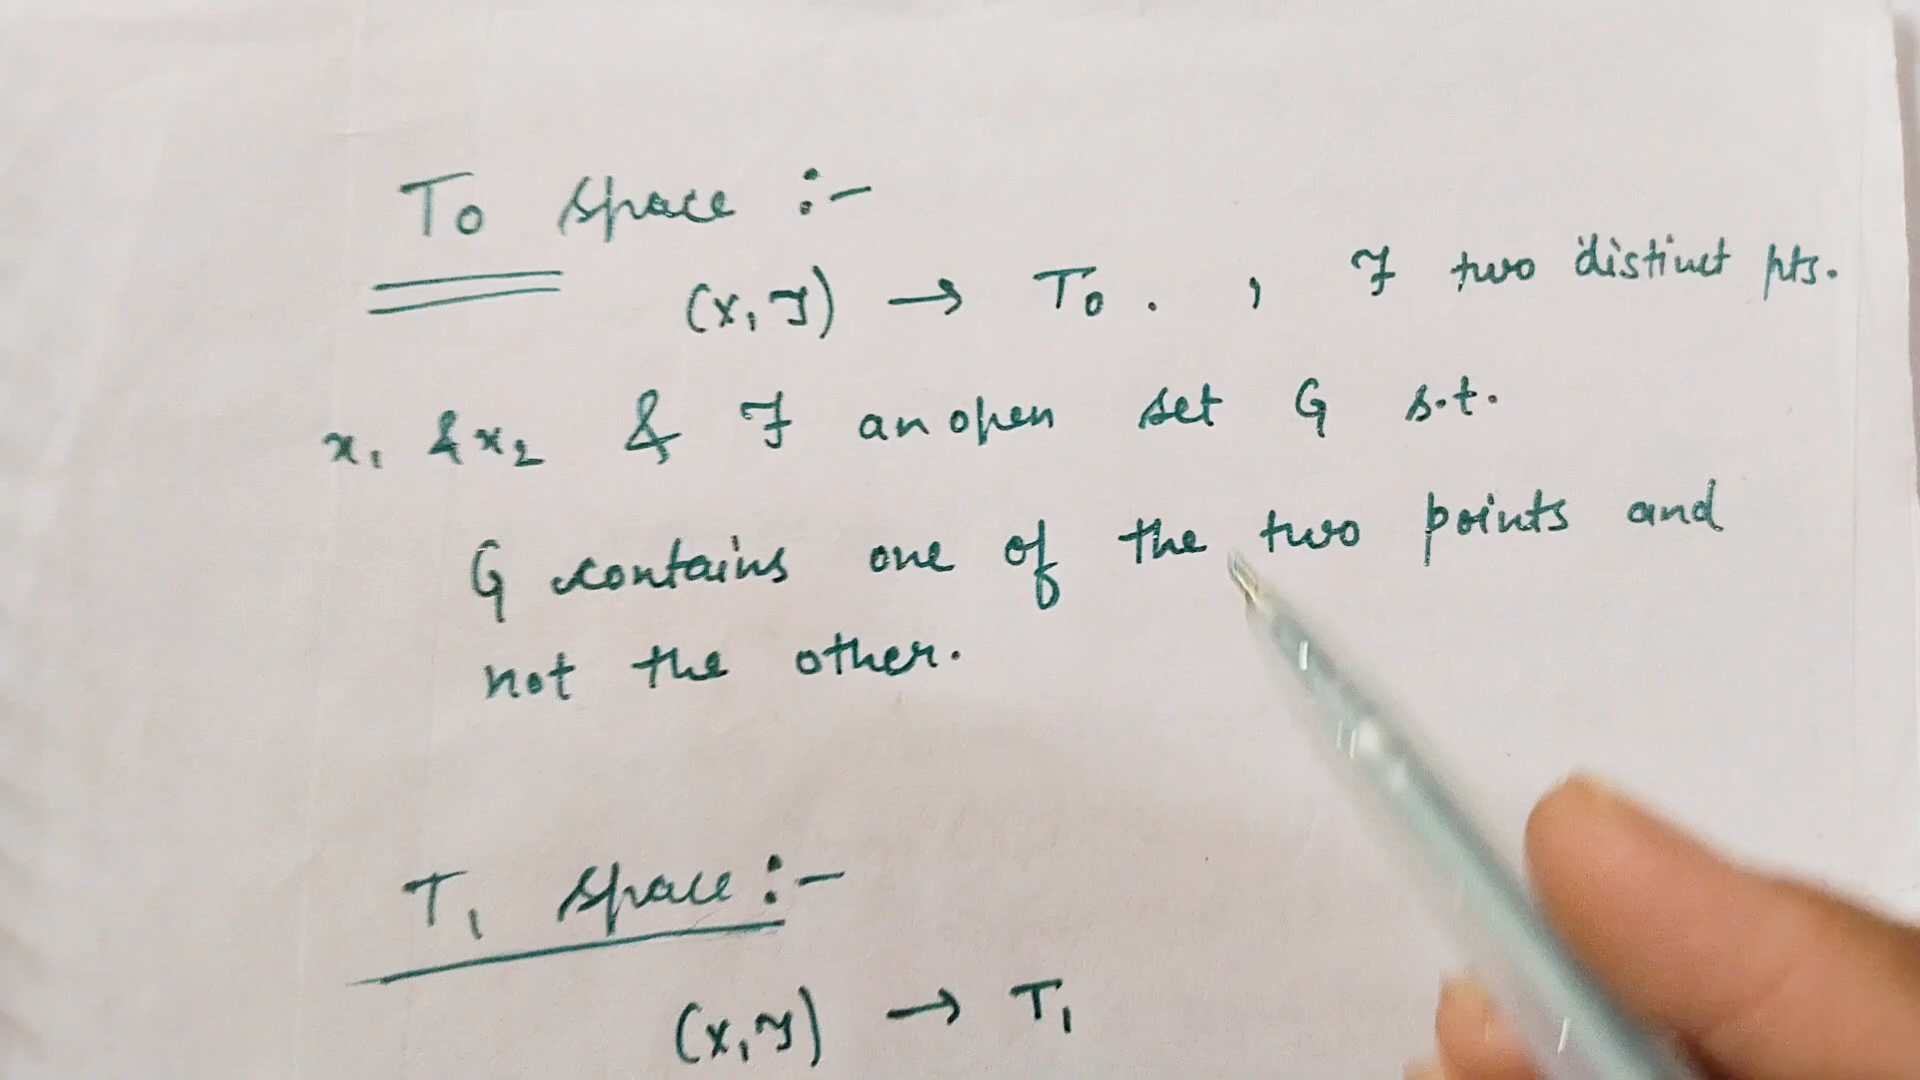 T0 space :-
(X, ℑ) → T0 . , ∃ two distinct pts.
x1 & x2 & ∃ an open set G s.t.
G contains one of the two points and
not the other.
T1 space :-
(X, ℑ) → T1